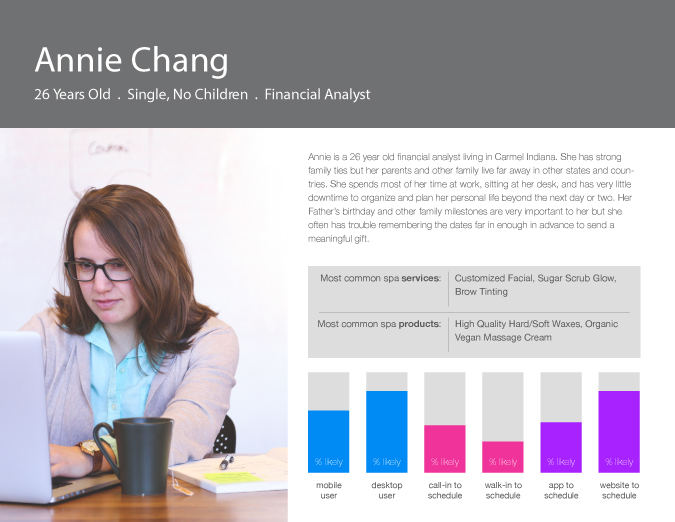 Annie Chang
26 Years Old . Single, No Children . Financial Analyst
Annie is a 26 year old financial analyst living in Carmel Indiana. She has strong
family ties but her parents and other family live far away in other states and coun-
tries. She spends most of her time at work, sitting at her desk, and has very little
downtime to organize and plan her personal life beyond the next day or two. Her
Father's birthday and other family milestones are very important to her but she
often has trouble remembering the dates far in enough in advance to send a
meaningful gift.
Most common spa services: Customized Facial, Sugar Scrub Glow,
Brow Tinting
Most common spa products: High Quality Hard/Soft Waxes, Organic
Vegan Massage Cream
% likely % likely % likely % likely % likely % likely
mobile desktop call-in to walk-in to app to website to
user user schedule schedule schedule schedule